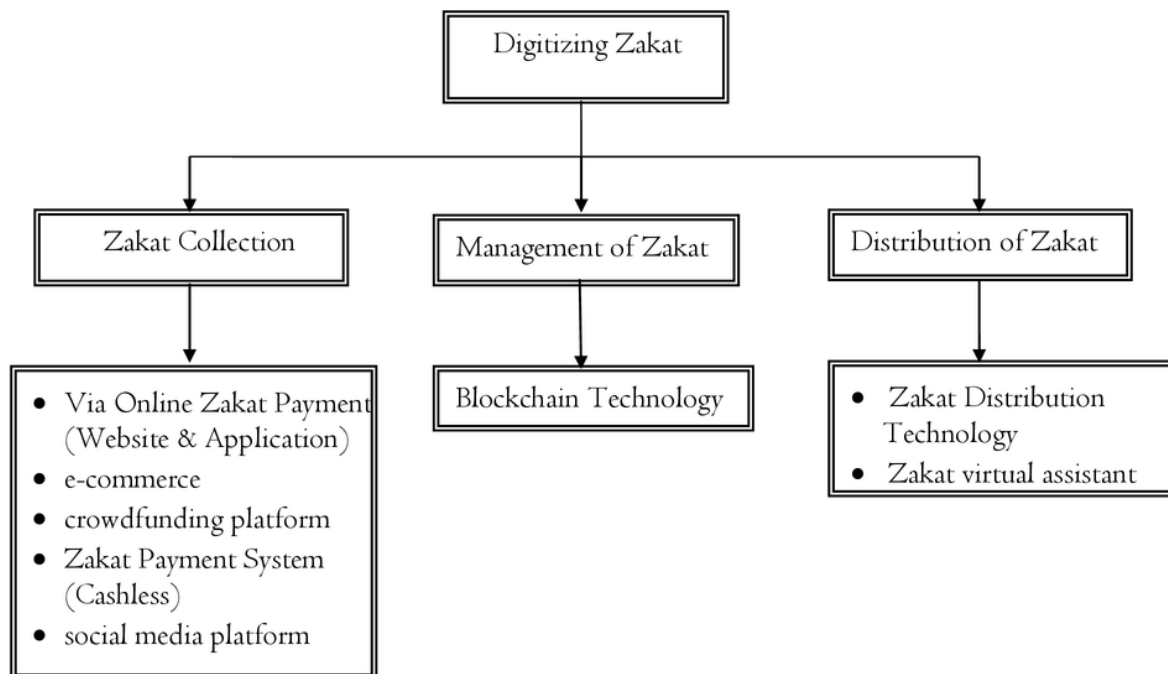 Digitizing Zakat
Zakat Collection
Management of Zakat
Distribution of Zakat
• Via Online Zakat Payment
(Website & Application)
• e-commerce
• crowdfunding platform
• Zakat Payment System
(Cashless)
• social media platform
Blockchain Technology
• Zakat Distribution
Technology
• Zakat virtual assistant